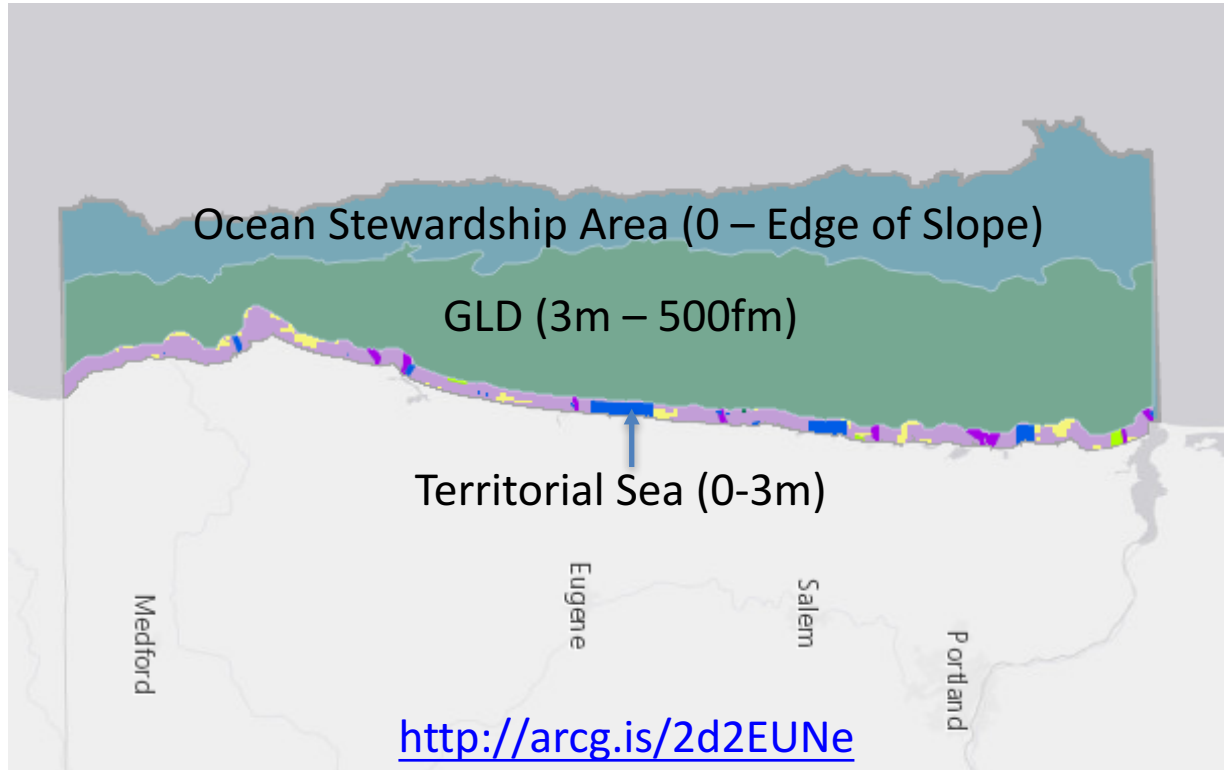 Ocean Stewardship Area (0 – Edge of Slope)
GLD (3m – 500fm)
Territorial Sea (0-3m)
Medford
Eugene
Salem
Portland
http://arcg.is/2d2EUNe